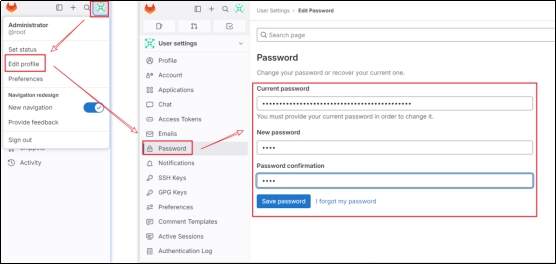 Administrator
@root
Set status
Edit profile
Preferences
Navigation redesign
New navigation
Provide feedback
Sign out
Activity
User settings
Profile
Account
Applications
Chat
Access Tokens
Emails
Password
Notifications
SSH Keys
GPG Keys
Preferences
Comment Templates
Active Sessions
Authentication Log
User Settings › Edit Password
Search page
Password
Change your password or recover your current one.
Current password
You must provide your current password in order to change it.
New password
Password confirmation
Save password I forgot my password